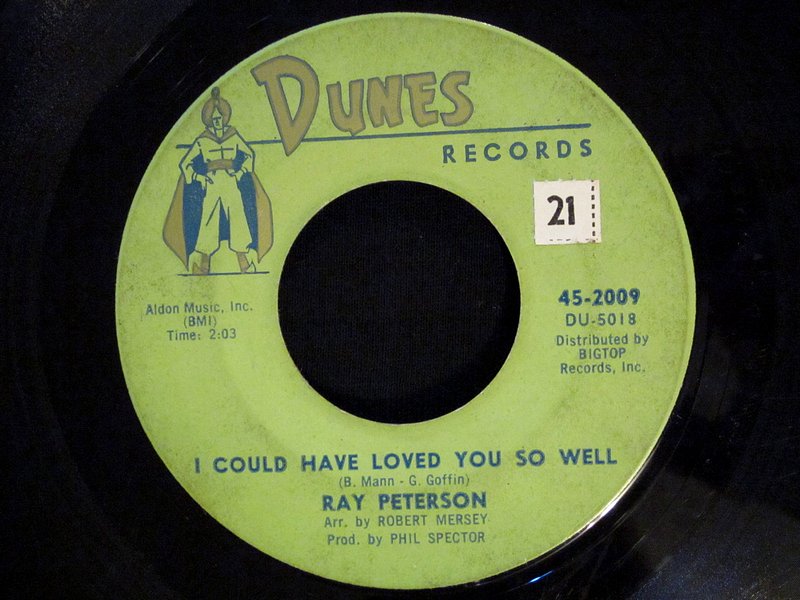 DUNES
RECORDS
21
45-2009
DU-5018
Distributed by
BIGTOP
Records, Inc.
Aldon Music, Inc.
(BMI)
Time: 2:03
I COULD HAVE LOVED YOU SO WELL
(B. Mann - G. Goffin)
RAY PETERSON
Arr. by ROBERT MERSEY
Prod. by PHIL SPECTOR